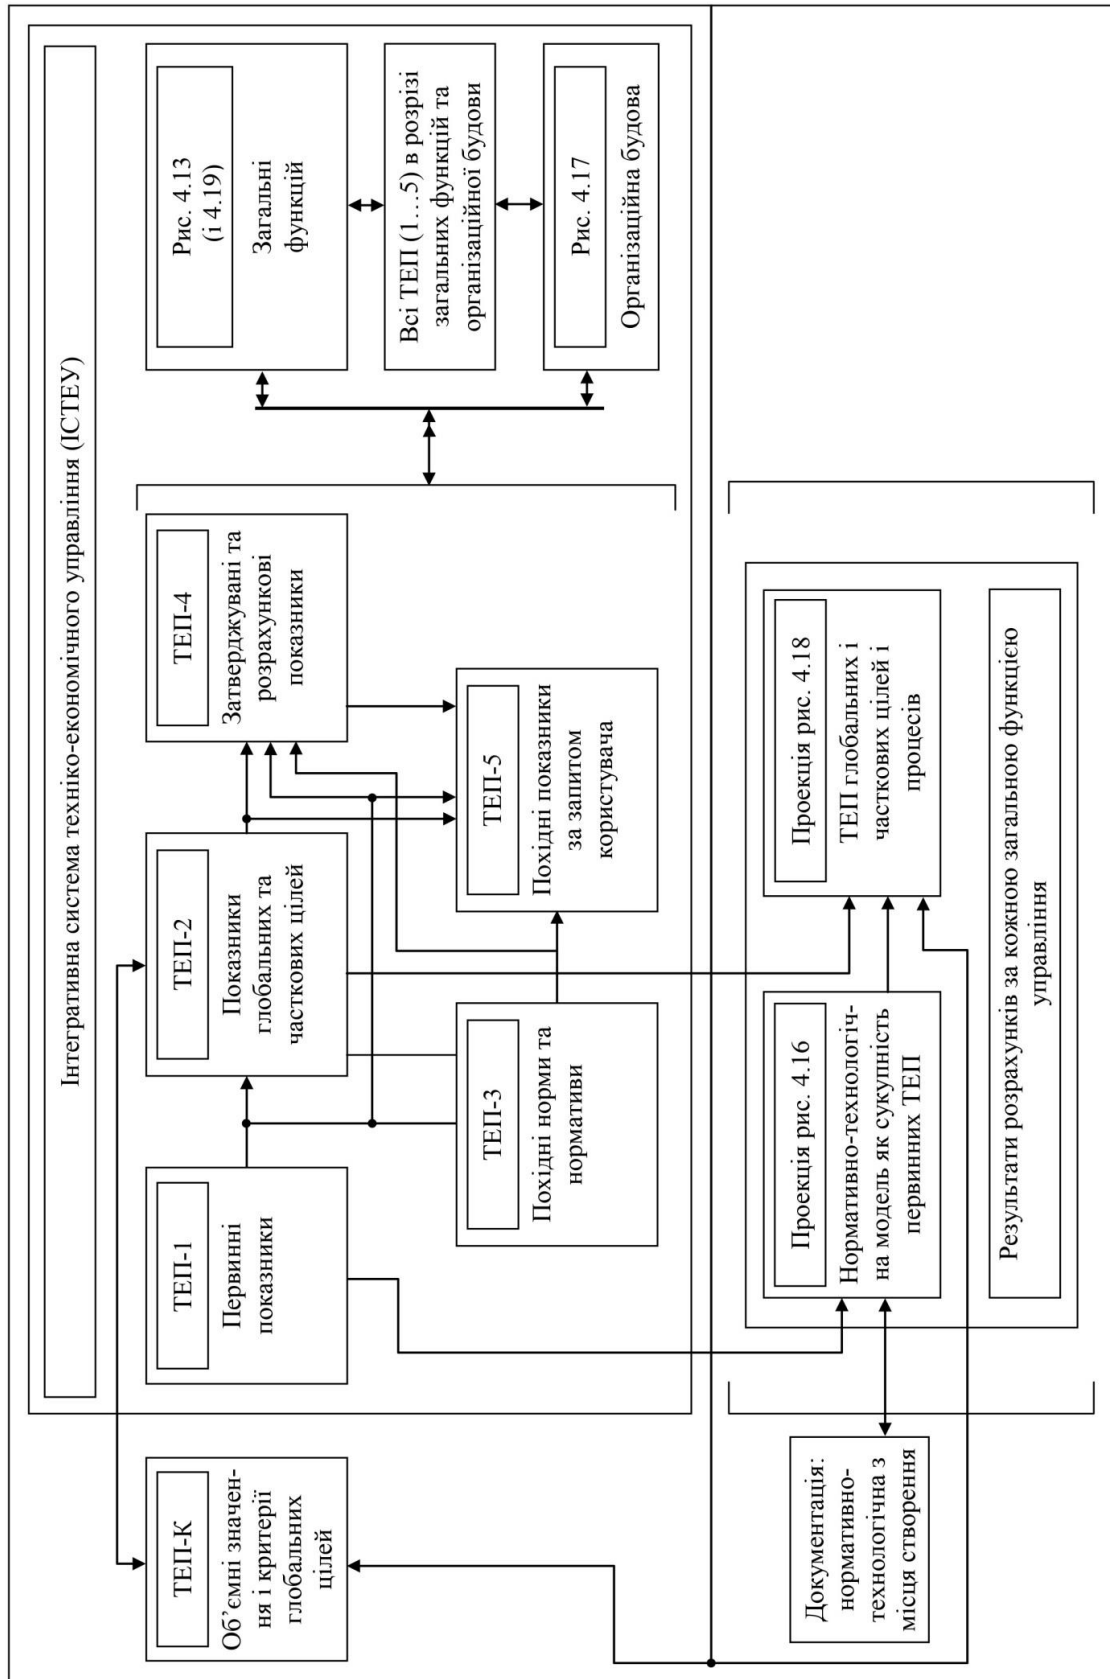 Інтегративна система техніко-економічного управління (ІСТЕУ)
ТЕП-К
Об’ємні значен-
ня і критерії
глобальних
цілей
ТЕП-1
Первинні
показники
ТЕП-2
Показники
глобальних та
часткових цілей
ТЕП-4
Затверджувані та
розрахункові
показники
Рис. 4.13
(і 4.19)
Загальні
функцій
ТЕП-3
Похідні норми та
нормативи
ТЕП-5
Похідні показники
за запитом
користувача
Всі ТЕП (1…5) в розрізі
загальних функцій та
організаційної будови
Рис. 4.17
Організаційна будова
Документація:
нормативно-
технологічна з
місця створення
Проекція рис. 4.16
Нормативно-технологіч-
на модель як сукупність
первинних ТЕП
Проекція рис. 4.18
ТЕП глобальних і
часткових цілей і
процесів
Результати розрахунків за кожною загальною функцією
управління